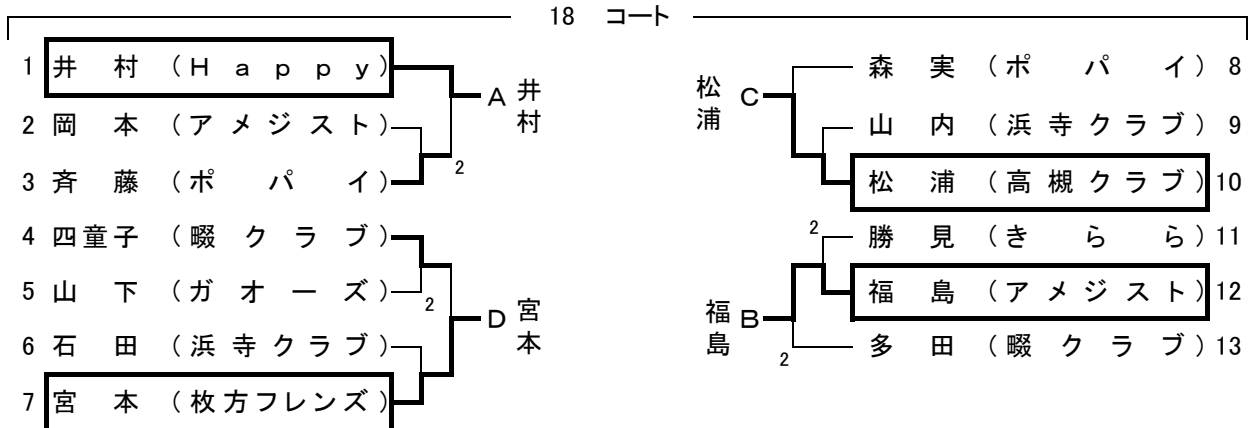 18 コート
1 井村 (Happy)
2 岡本 (アメジスト)
3 斉藤 (ポパイ)
2
A 井村
4 四童子 (畷クラブ)
5 山下 (ガオーズ)
2
6 石田 (浜寺クラブ)
7 宮本 (枚方フレンズ)
D 宮本
松浦 C
森実 (ポパイ) 8
山内 (浜寺クラブ) 9
松浦 (高槻クラブ) 10
2
勝見 (きらら) 11
福島 (アメジスト) 12
福島 B
2
多田 (畷クラブ) 13